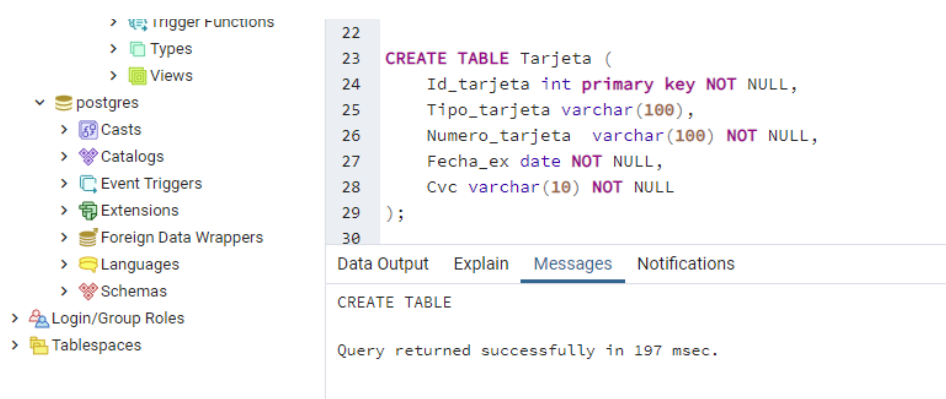 Trigger Functions
Types
Views
postgres
Casts
Catalogs
Event Triggers
Extensions
Foreign Data Wrappers
Languages
Schemas
Login/Group Roles
Tablespaces
22
23 CREATE TABLE Tarjeta (
24 Id_tarjeta int primary key NOT NULL,
25 Tipo_tarjeta varchar(100),
26 Numero_tarjeta  varchar(100) NOT NULL,
27 Fecha_ex date NOT NULL,
28 Cvc varchar(10) NOT NULL
29 );
30
Data Output Explain Messages Notifications
CREATE TABLE
Query returned successfully in 197 msec.